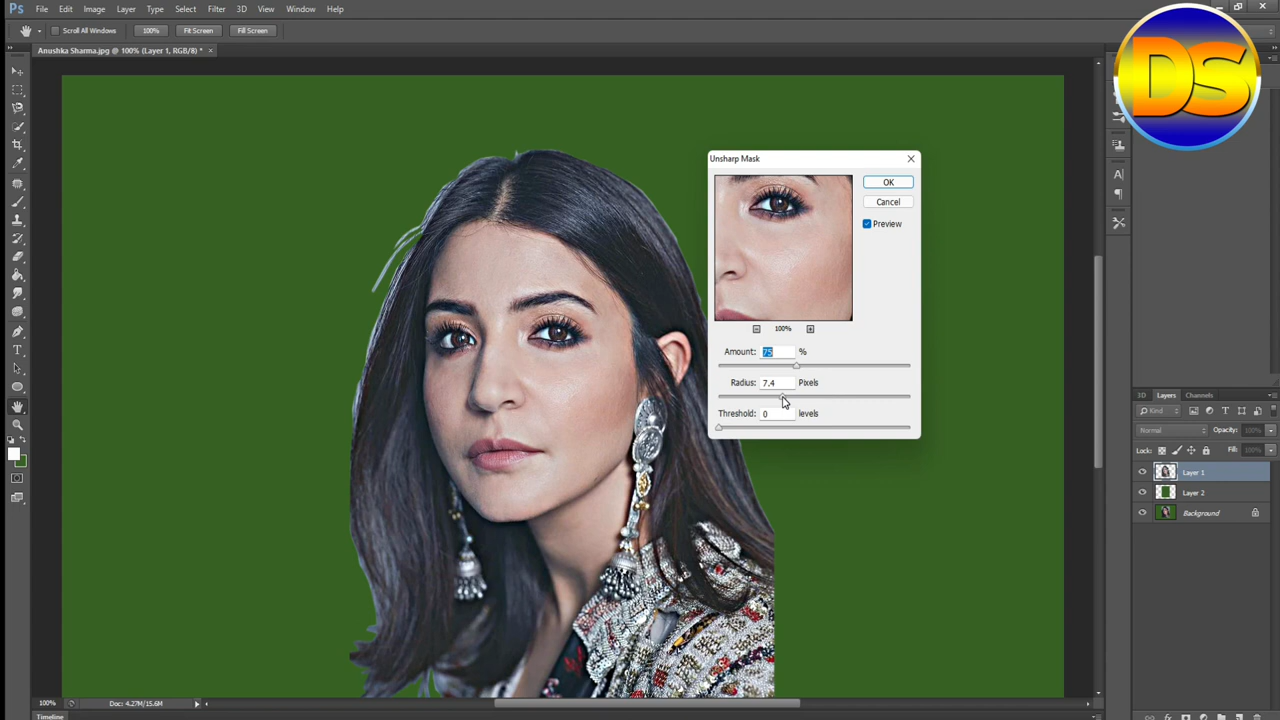 Ps File Edit Image Layer Type Select Filter 3D View Window Help
Scroll All Windows 100% Fit Screen Fill Screen
DS
Anushka Sharma.jpg @ 100% (Layer 1, RGB/8) * ×
Unsharp Mask
OK
Cancel
Preview
100%
Amount: 75 %
Radius: 7.4 Pixels
Threshold: 0 levels
3D Layers Channels
Kind
Normal Opacity: 100%
Lock: Fill: 100%
Layer 1
Layer 2
Background
100% Doc: 4.27M/15.6M
Timeline